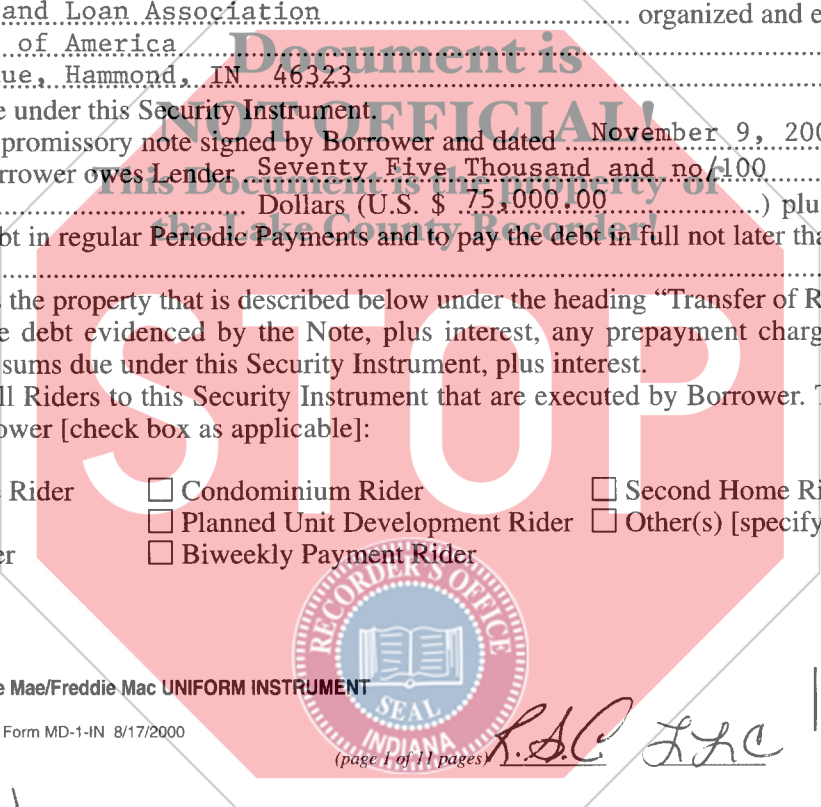 and Loan Association organized and e
of America
ue, Hammond, IN 46323
e under this Security Instrument.
promissory note signed by Borrower and dated November 9, 200
rrower owes Lender Seventy Five Thousand and no/100
Dollars (U.S. $ 75,000.00 ) plu
bt in regular Periodic Payments and to pay the debt in full not later tha
s the property that is described below under the heading “Transfer of R
e debt evidenced by the Note, plus interest, any prepayment charg
sums due under this Security Instrument, plus interest.
ll Riders to this Security Instrument that are executed by Borrower. T
ower [check box as applicable]:
Rider ☐ Condominium Rider ☐ Second Home Ri
☐ Planned Unit Development Rider ☐ Other(s) [specify
er ☐ Biweekly Payment Rider
e Mae/Freddie Mac UNIFORM INSTRUMENT
Form MD-1-IN 8/17/2000
(page 1 of 11 pages) R.S.C LLC
Document is
NOT OFFICIAL!
This Document is the property of
the Lake County Recorder!
STOP
RECORDER'S OFFICE
SEAL
INDIANA